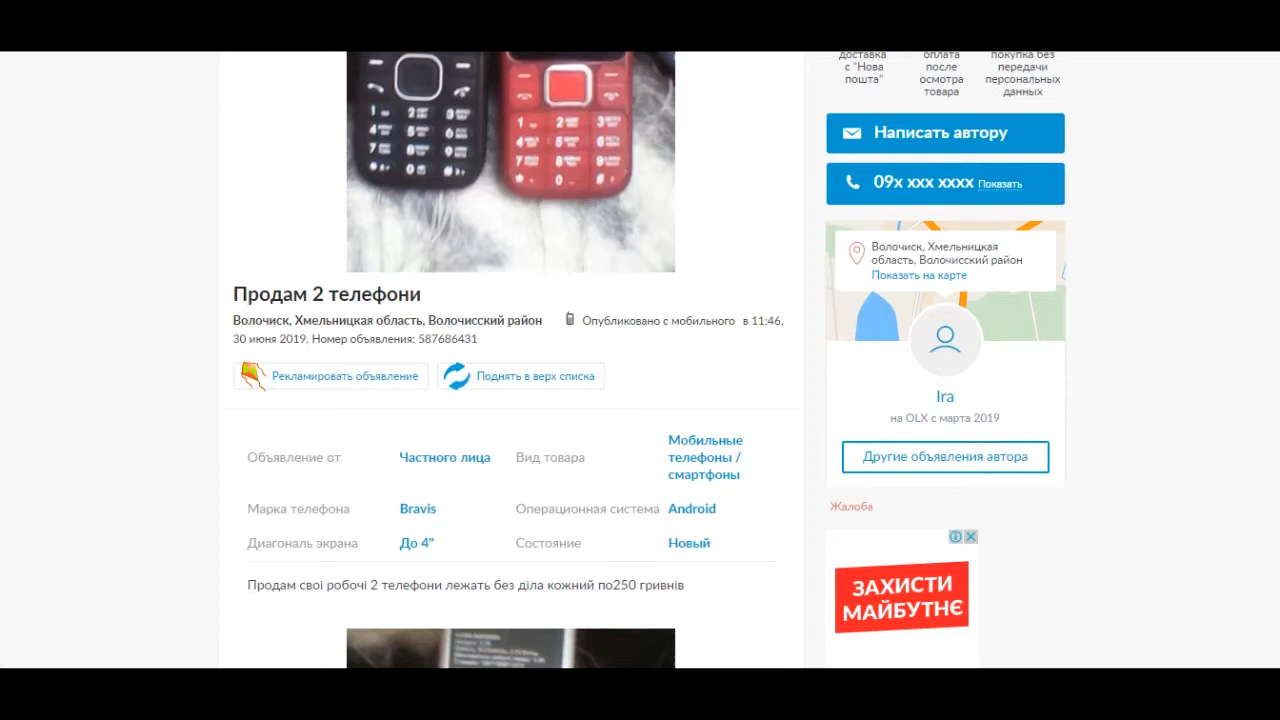 доставка с "Нова пошта"
оплата после осмотра товара
покупка без передачи персональных данных
Написать автору
09x xxx xxxx Показать
Волочиск, Хмельницкая
область, Волочисский район
Показать на карте
Ira
на OLX с марта 2019
Другие объявления автора
Жалоба
ЗАХИСТИ
МАЙБУТНЄ
Продам 2 телефони
Волочиск, Хмельницкая область, Волочисский район Опубликовано с мобильного в 11:46,
30 июня 2019, Номер объявления: 587686431
Рекламировать объявление
Поднять в верх списка
Объявление от Частного лица
Вид товара Мобильные телефоны / смартфоны
Марка телефона Bravis
Операционная система Android
Диагональ экрана До 4"
Состояние Новый
Продам свої робочі 2 телефони лежать без діла кожний по250 гривнів